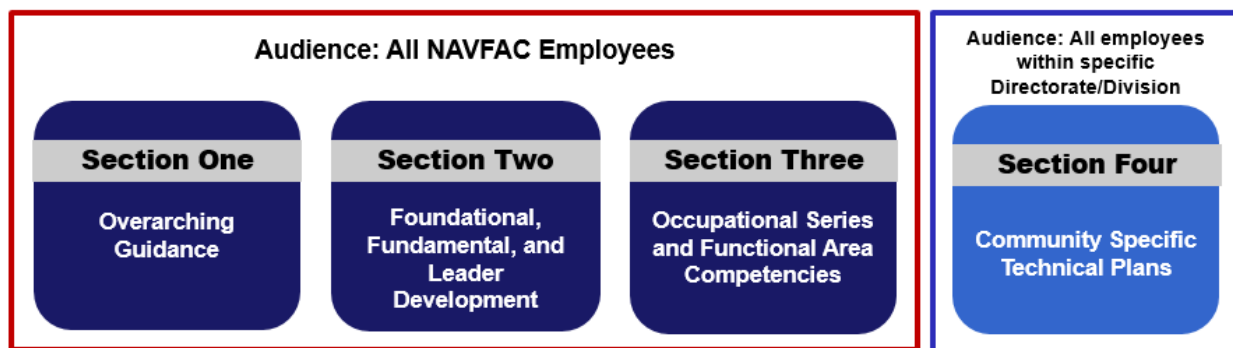 Audience: All NAVFAC Employees
Section One
Overarching
Guidance
Section Two
Foundational,
Fundamental, and
Leader
Development
Section Three
Occupational Series
and Functional Area
Competencies
Audience: All employees
within specific
Directorate/Division
Section Four
Community Specific
Technical Plans